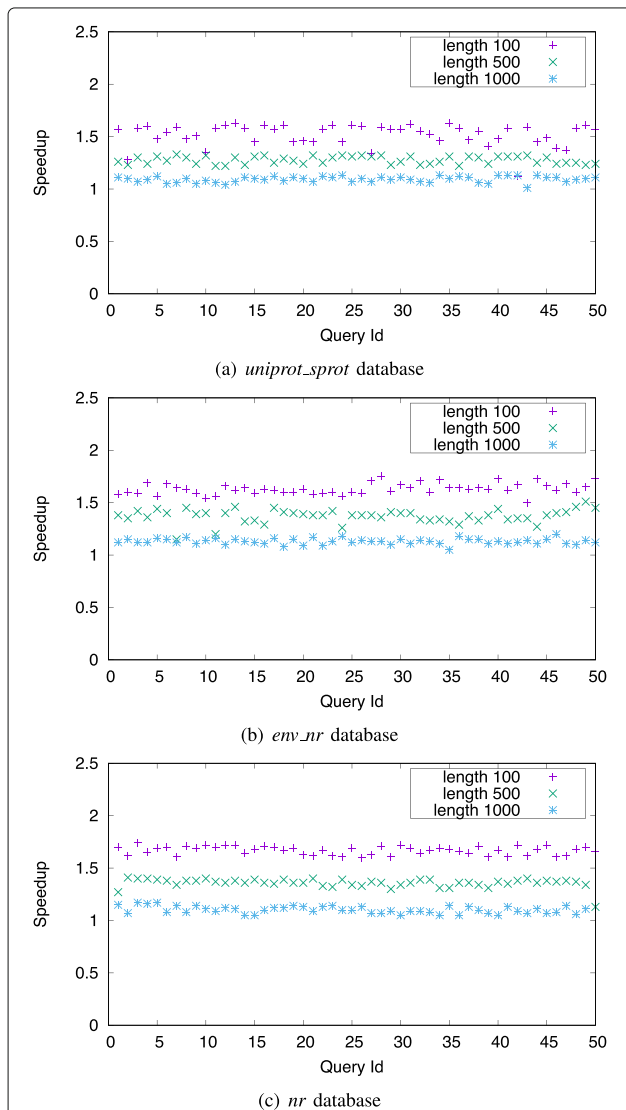 2.5
2
1.5
1
0.5
0
Speedup
length 100
length 500
length 1000
0 5 10 15 20 25 30 35 40 45 50
Query Id
(a) uniprot_sprot database
2.5
2
1.5
1
0.5
0
Speedup
length 100
length 500
length 1000
0 5 10 15 20 25 30 35 40 45 50
Query Id
(b) env_nr database
2.5
2
1.5
1
0.5
0
Speedup
length 100
length 500
length 1000
0 5 10 15 20 25 30 35 40 45 50
Query Id
(c) nr database